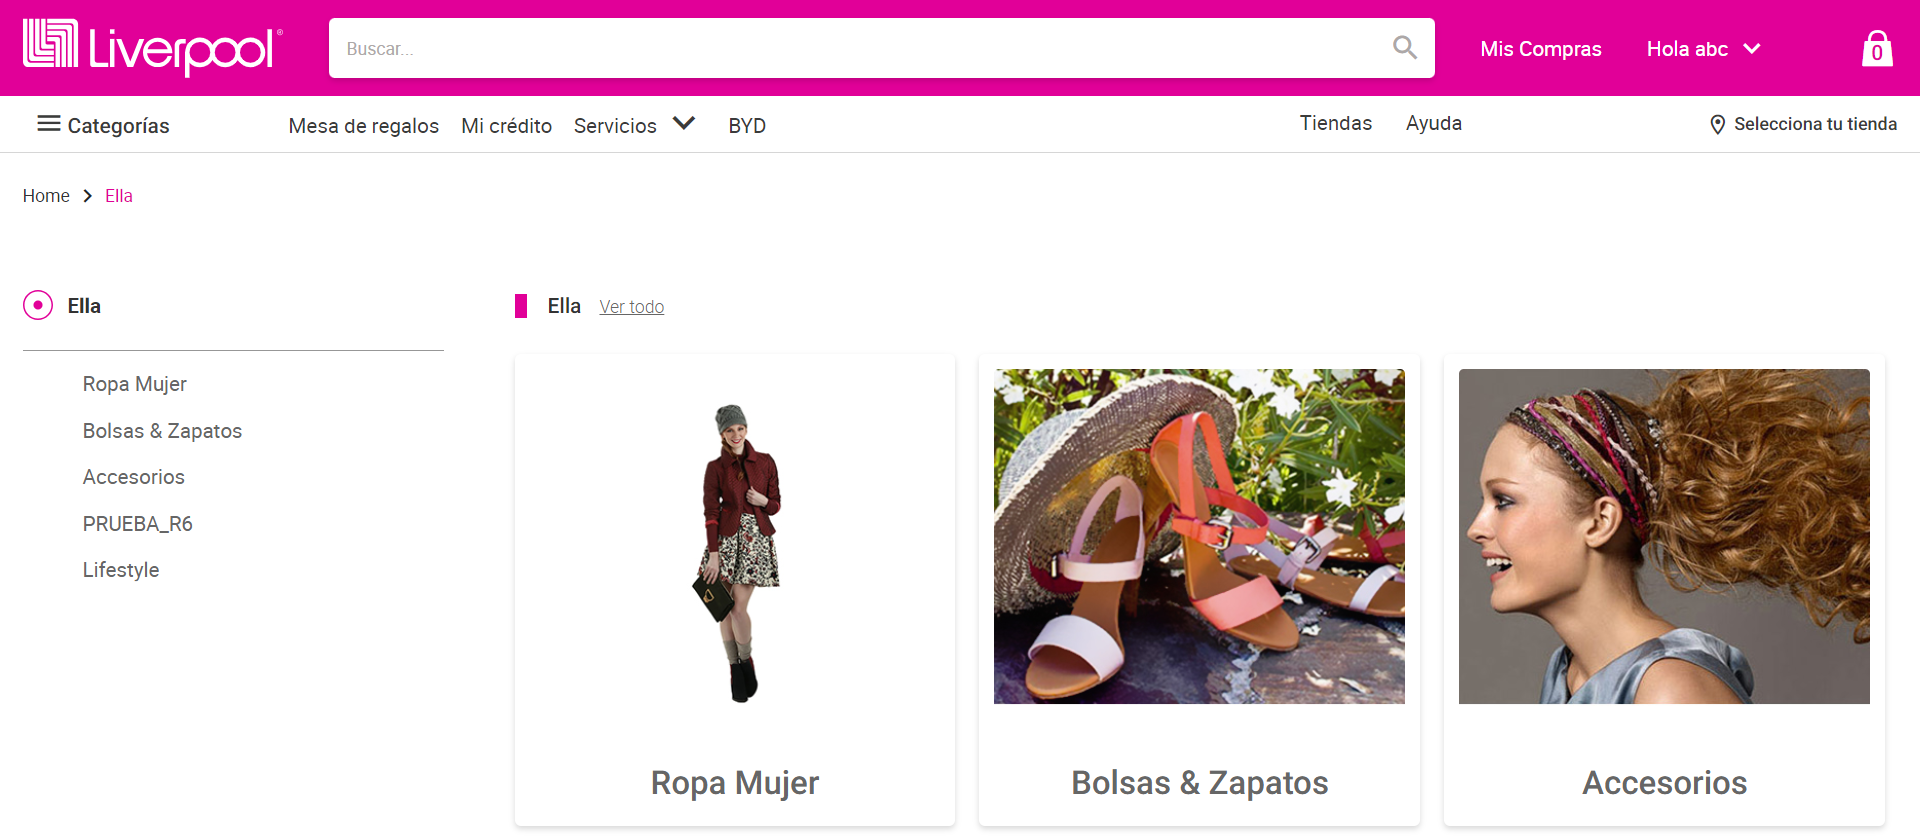 Liverpool®
Buscar...
Mis Compras
Hola abc
0
Categorías
Mesa de regalos
Mi crédito
Servicios
BYD
Tiendas
Ayuda
Selecciona tu tienda
Home
Ella
Ella
Ropa Mujer
Bolsas & Zapatos
Accesorios
PRUEBA_R6
Lifestyle
Ella
Ver todo
Ropa Mujer
Bolsas & Zapatos
Accesorios